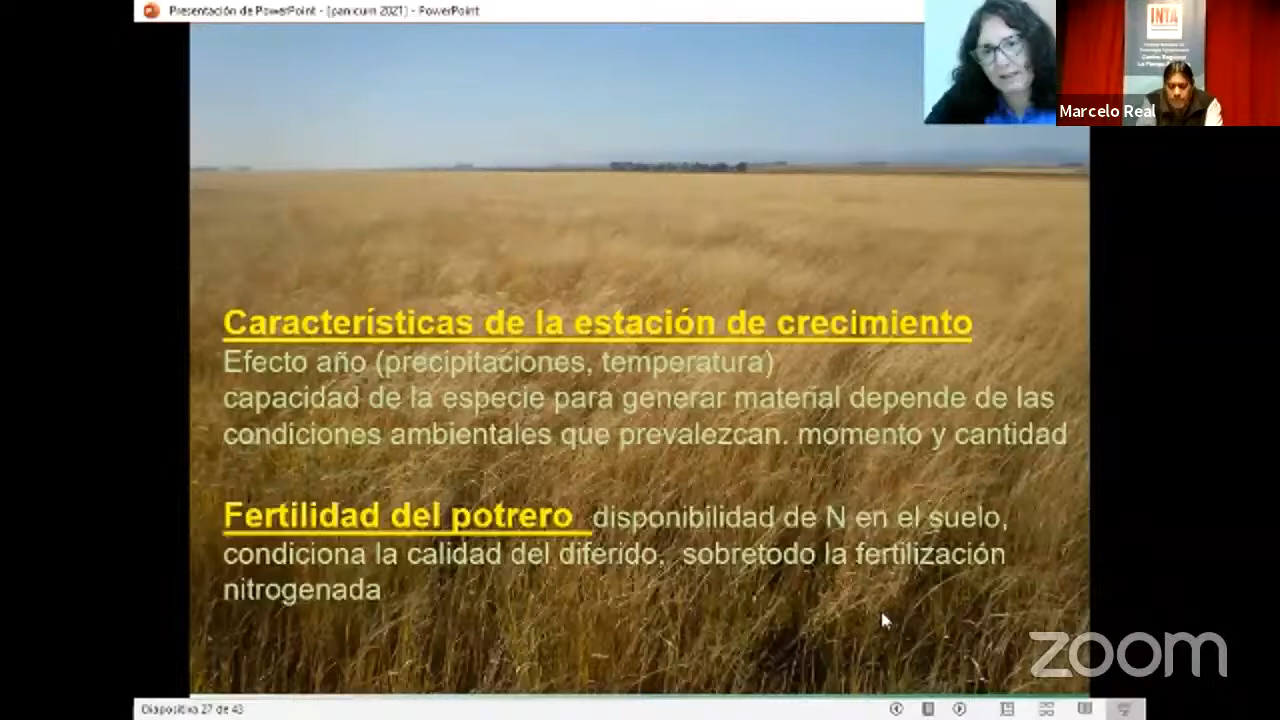 Presentación de PowerPoint - [panicum 2021] - PowerPoint
INTA
Marcelo Real
Características de la estación de crecimiento
Efecto año (precipitaciones, temperatura)
capacidad de la especie para generar material depende de las
condiciones ambientales que prevalezcan. momento y cantidad
Fertilidad del potrero disponibilidad de N en el suelo,
condiciona la calidad del diferido. sobretodo la fertilización
nitrogenada
zoom
Diapositiva 27 de 43